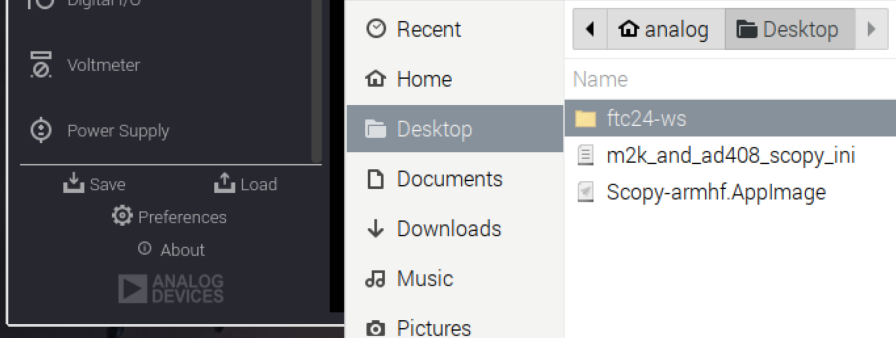 Digital I/O
Voltmeter
Power Supply
Save
Load
Preferences
About
ANALOG
DEVICES
Recent
Home
Desktop
Documents
Downloads
Music
Pictures
analog
Desktop
Name
ftc24-ws
m2k_and_ad408_scopy_ini
Scopy-armhf.AppImage